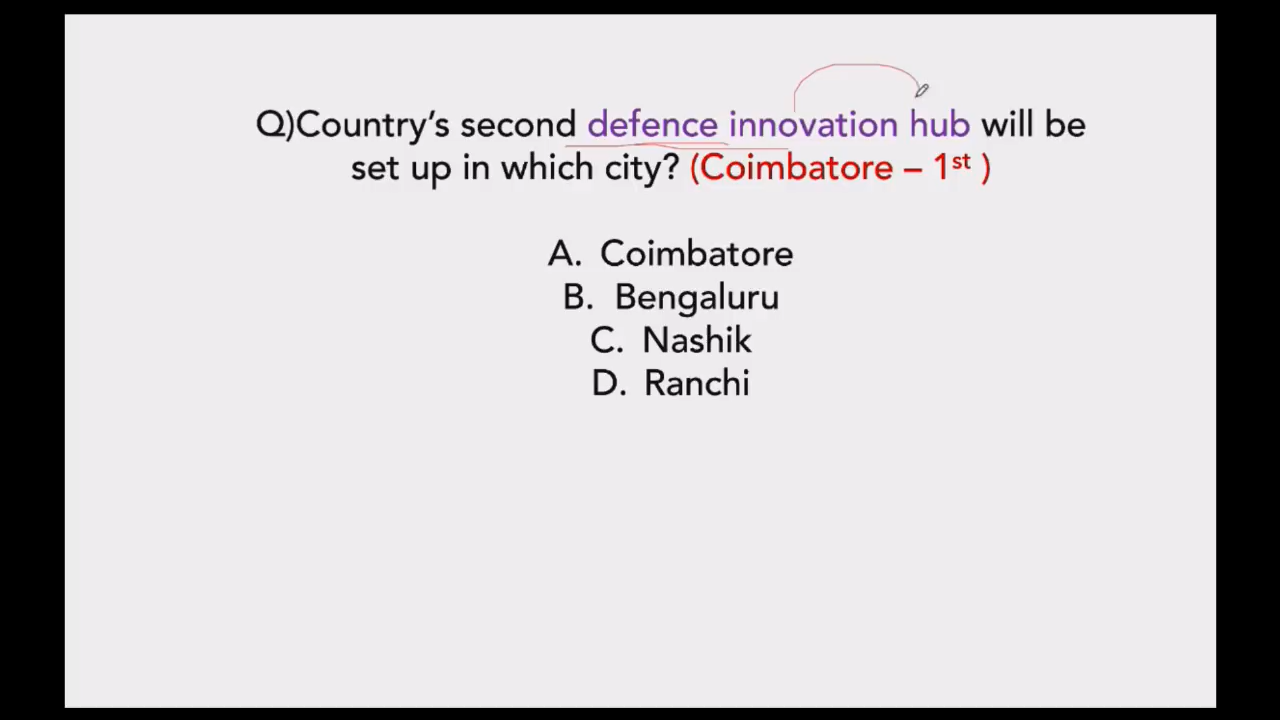 Q)Country’s second defence innovation hub will be
set up in which city? (Coimbatore – 1st )
A. Coimbatore
B. Bengaluru
C. Nashik
D. Ranchi